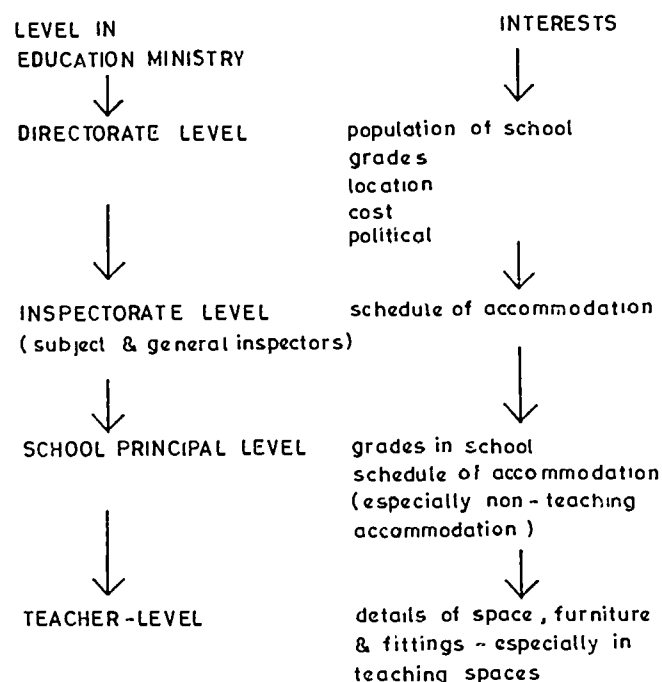 LEVEL IN
EDUCATION MINISTRY
DIRECTORATE LEVEL
INSPECTORATE LEVEL
( subject & general inspectors)
SCHOOL PRINCIPAL LEVEL
TEACHER-LEVEL
INTERESTS
population of school
grades
location
cost
political
schedule of accommodation
grades in school
schedule of accommodation
(especially non-teaching
accommodation )
details of space, furniture
& fittings - especially in
teaching spaces